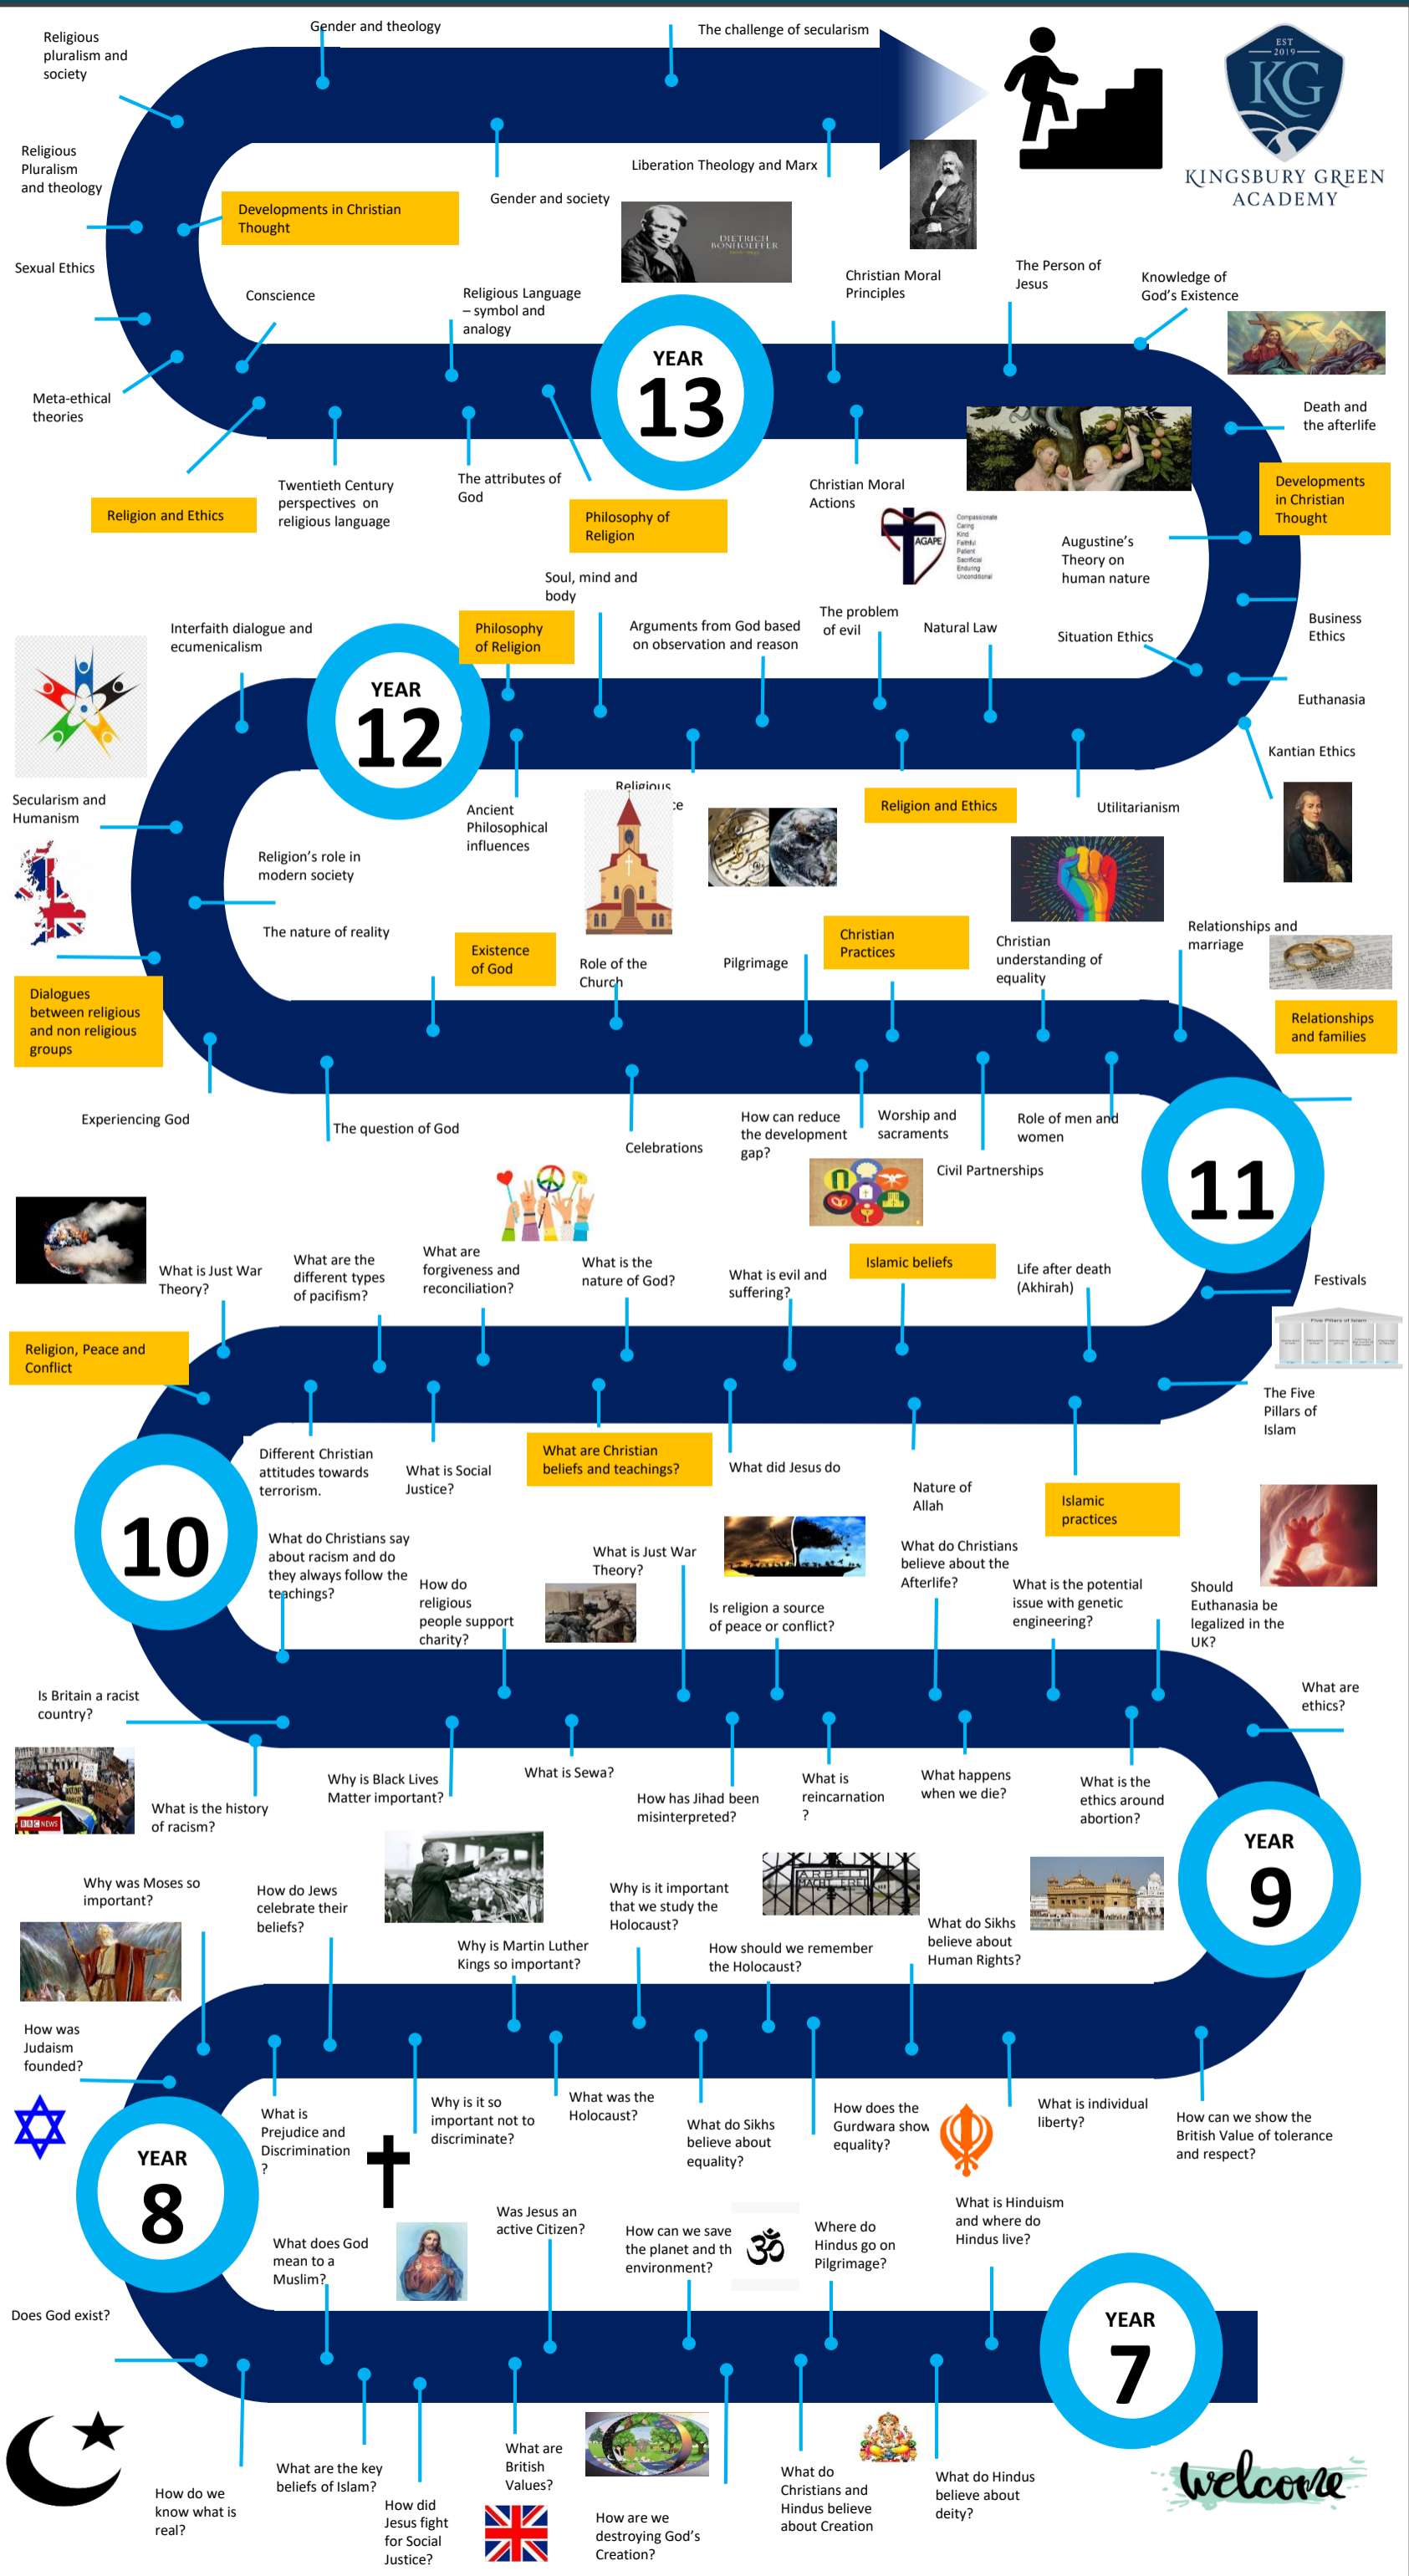 Gender and theology
The challenge of secularism
Religious
pluralism and
society
EST
2019
KG
KINGSBURY GREEN
ACADEMY
Religious
Pluralism
and theology
Liberation Theology and Marx
Gender and society
Developments in Christian
Thought
DIETRICH
BONHOEFFER
Sexual Ethics
Conscience
Religious Language
– symbol and
analogy
Christian Moral
Principles
The Person of
Jesus
Knowledge of
God's Existence
YEAR
13
Meta-ethical
theories
Death and
the afterlife
Religion and Ethics
Twentieth Century
perspectives on
religious language
The attributes of
God
Philosophy of
Religion
Christian Moral
Actions
Developments
in Christian
Thought
AGAPE
Compassionate
Caring
Kind
Faithful
Patient
Sacrificial
Enduring
Unconditional
Augustine's
Theory on
human nature
Soul, mind and
body
Interfaith dialogue and
ecumenicalism
Philosophy
of Religion
Arguments from God based
on observation and reason
The problem
of evil
Natural Law
Situation Ethics
Business
Ethics
YEAR
12
Euthanasia
Kantian Ethics
Secularism and
Humanism
Ancient
Philosophical
influences
Religious
ce
Religion and Ethics
Utilitarianism
Religion's role in
modern society
The nature of reality
Existence
of God
Role of the
Church
Pilgrimage
Christian
Practices
Christian
understanding of
equality
Relationships and
marriage
Dialogues
between religious
and non religious
groups
Relationships
and families
Experiencing God
The question of God
Celebrations
How can reduce
the development
gap?
Worship and
sacraments
Role of men and
women
Civil Partnerships
11
What is Just War
Theory?
What are the
different types
of pacifism?
What are
forgiveness and
reconciliation?
What is the
nature of God?
What is evil and
suffering?
Islamic beliefs
Life after death
(Akhirah)
Festivals
Five Pillars of Islam
Religion, Peace and
Conflict
The Five
Pillars of
Islam
Different Christian
attitudes towards
terrorism.
What is Social
Justice?
What are Christian
beliefs and teachings?
What did Jesus do
Nature of
Allah
Islamic
practices
10
What do Christians say
about racism and do
they always follow the
teachings?
How do
religious
people support
charity?
What is Just War
Theory?
Is religion a source
of peace or conflict?
What do Christians
believe about the
Afterlife?
What is the potential
issue with genetic
engineering?
Should
Euthanasia be
legalized in the
UK?
Is Britain a racist
country?
What are
ethics?
BBC NEWS
What is the history
of racism?
Why is Black Lives
Matter important?
What is Sewa?
How has Jihad been
misinterpreted?
What is
reincarnation
?
What happens
when we die?
What is the
ethics around
abortion?
YEAR
9
Why was Moses so
important?
How do Jews
celebrate their
beliefs?
Why is Martin Luther
Kings so important?
Why is it important
that we study the
Holocaust?
ARBEIT
MACHT FREI
How should we remember
the Holocaust?
What do Sikhs
believe about
Human Rights?
How was
Judaism
founded?
What is
Prejudice and
Discrimination
?
Why is it so
important not to
discriminate?
What was the
Holocaust?
What do Sikhs
believe about
equality?
How does the
Gurdwara show
equality?
What is individual
liberty?
How can we show the
British Value of tolerance
and respect?
YEAR
8
What does God
mean to a
Muslim?
Was Jesus an
active Citizen?
How can we save
the planet and th
environment?
ॐ
Where do
Hindus go on
Pilgrimage?
What is Hinduism
and where do
Hindus live?
Does God exist?
YEAR
7
How do we
know what is
real?
What are the key
beliefs of Islam?
How did
Jesus fight
for Social
Justice?
What are
British
Values?
How are we
destroying God's
Creation?
What do
Christians and
Hindus believe
about Creation
What do Hindus
believe about
deity?
welcome